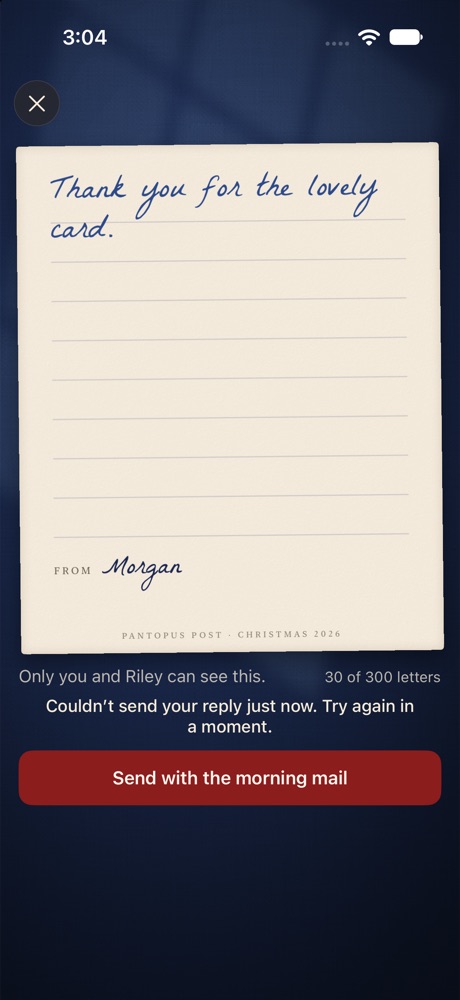 3:04
Thank you for the lovely
card.
FROM Morgan
PANTOPUS POST · CHRISTMAS 2026
Only you and Riley can see this. 30 of 300 letters
Couldn’t send your reply just now. Try again in
a moment.
Send with the morning mail